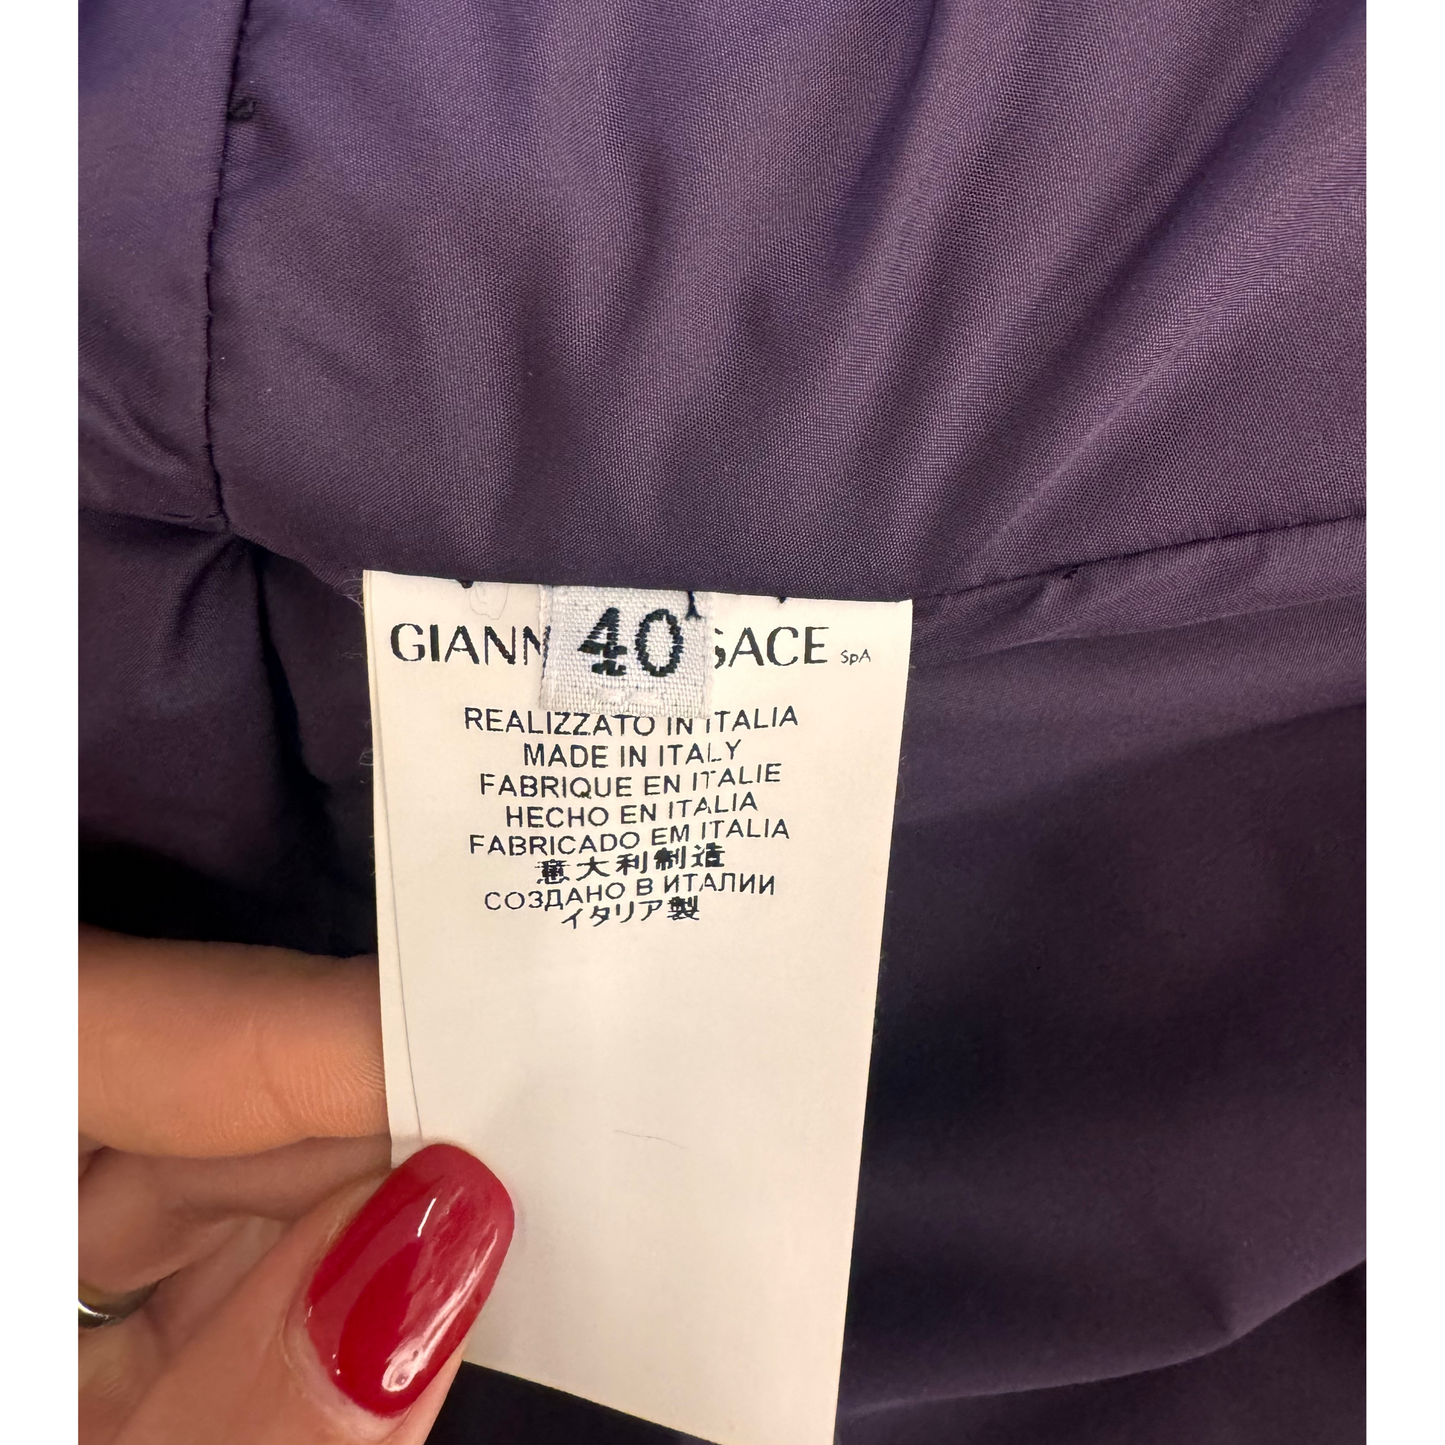 40
GIANN SACE SpA
REALIZZATO IN ITALIA
MADE IN ITALY
FABRIQUE EN ITALIE
HECHO EN ITALIA
FABRICADO EM ITALIA
意大利制造
СОЗДАНО В ИТАЛИИ
イタリア製